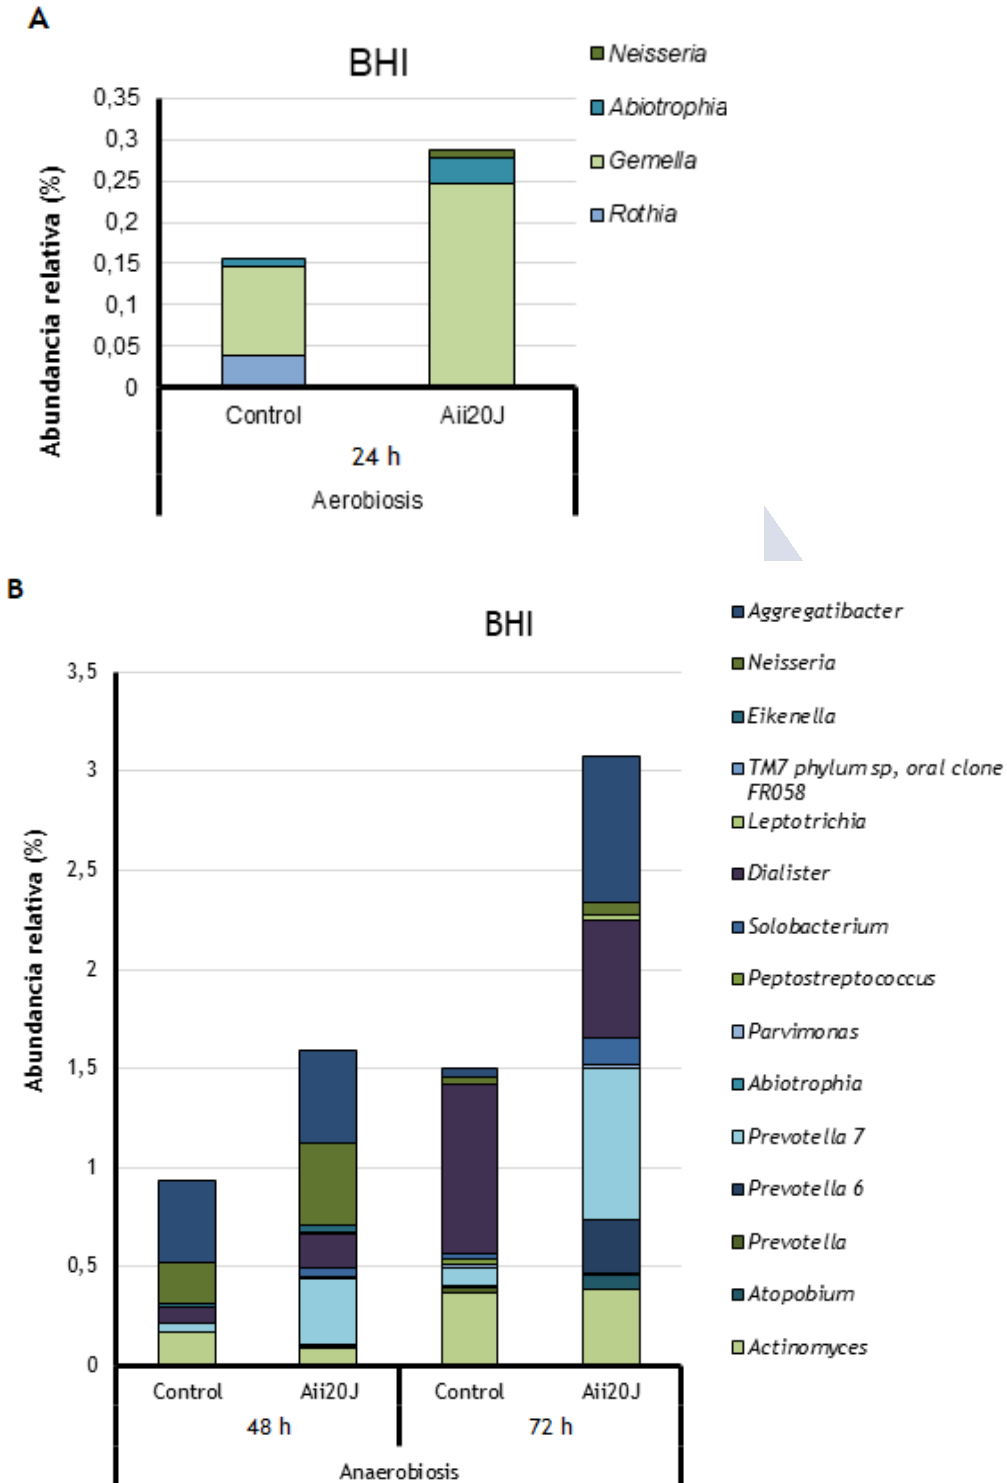 A
BHI
Neisseria
Abiotrophia
Gemella
Rothia
Abundancia relativa (%)
0,35
0,3
0,25
0,2
0,15
0,1
0,05
0
Control
Aii20J
24 h
Aerobiosis
B
BHI
Aggregatibacter
Neisseria
Eikenella
TM7 phylum sp, oral clone
FR058
Leptotrichia
Dialister
Solobacterium
Peptostreptococcus
Parvimonas
Abiotrophia
Prevotella 7
Prevotella 6
Prevotella
Atopobium
Actinomyces
Abundancia relativa (%)
3,5
3
2,5
2
1,5
1
0,5
0
Control
Aii20J
Control
Aii20J
48 h
72 h
Anaerobiosis